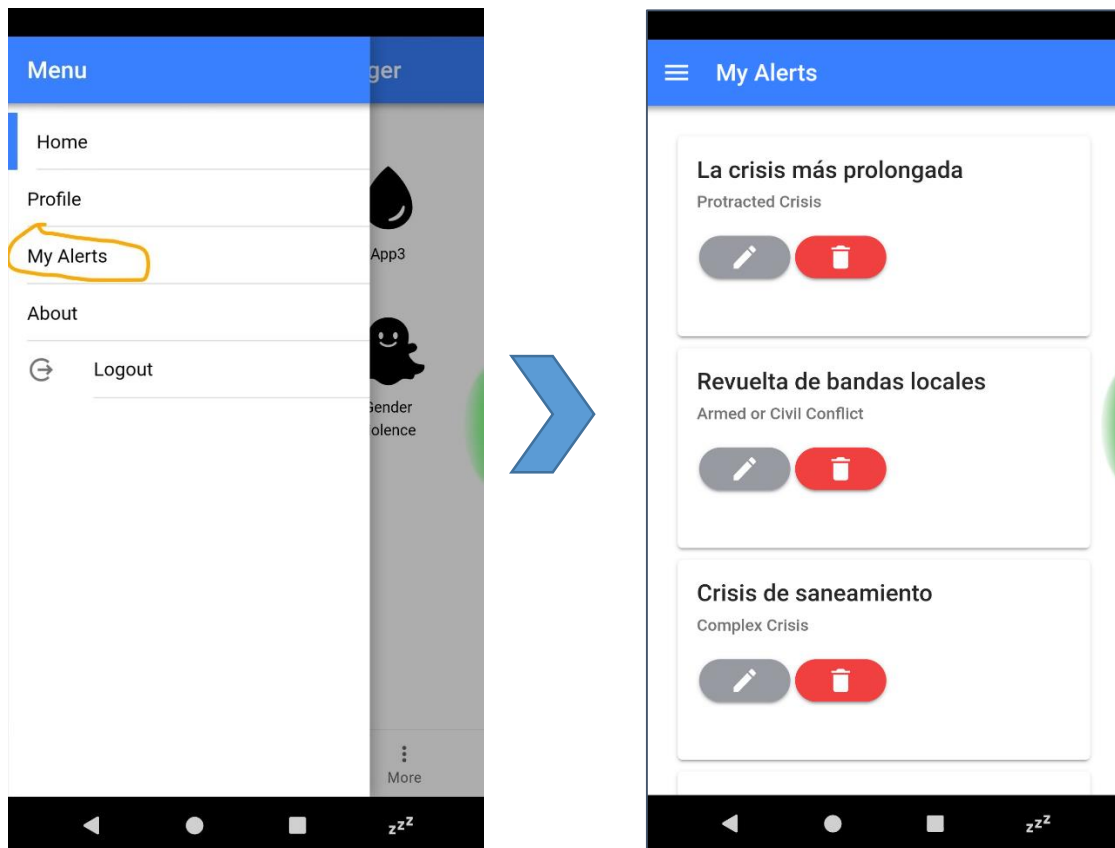 Menu
ger
Home
Profile
My Alerts
About
Logout
App3
Gender
olence
More
zzz
My Alerts
La crisis más prolongada
Protracted Crisis
Revuelta de bandas locales
Armed or Civil Conflict
Crisis de saneamiento
Complex Crisis
zzz